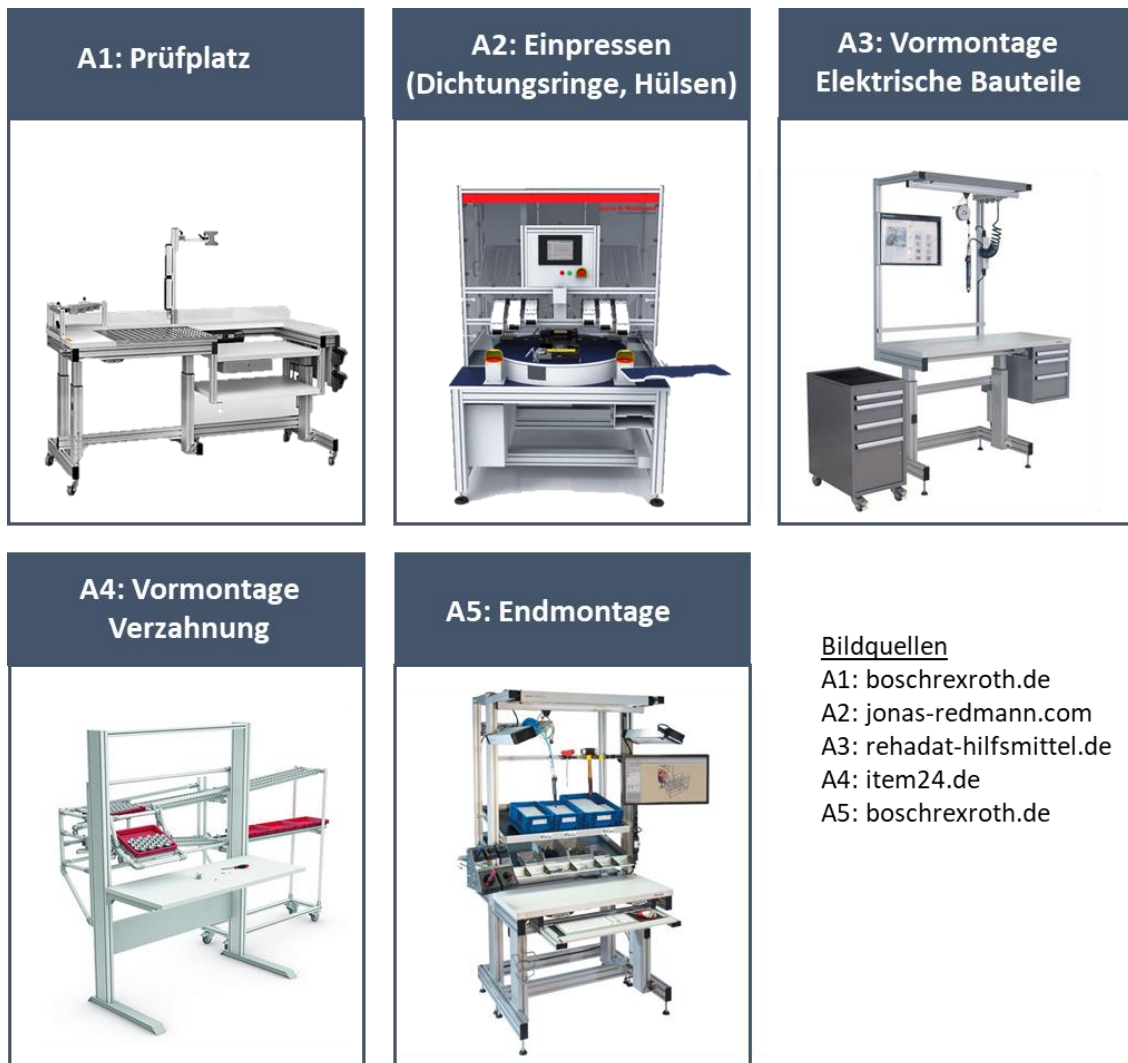 A1: Prüfplatz
A2: Einpressen
(Dichtungsringe, Hülsen)
A3: Vormontage
Elektrische Bauteile
A4: Vormontage
Verzahnung
A5: Endmontage
Bildquellen
A1: boschrexroth.de
A2: jonas-redmann.com
A3: rehadat-hilfsmittel.de
A4: item24.de
A5: boschrexroth.de